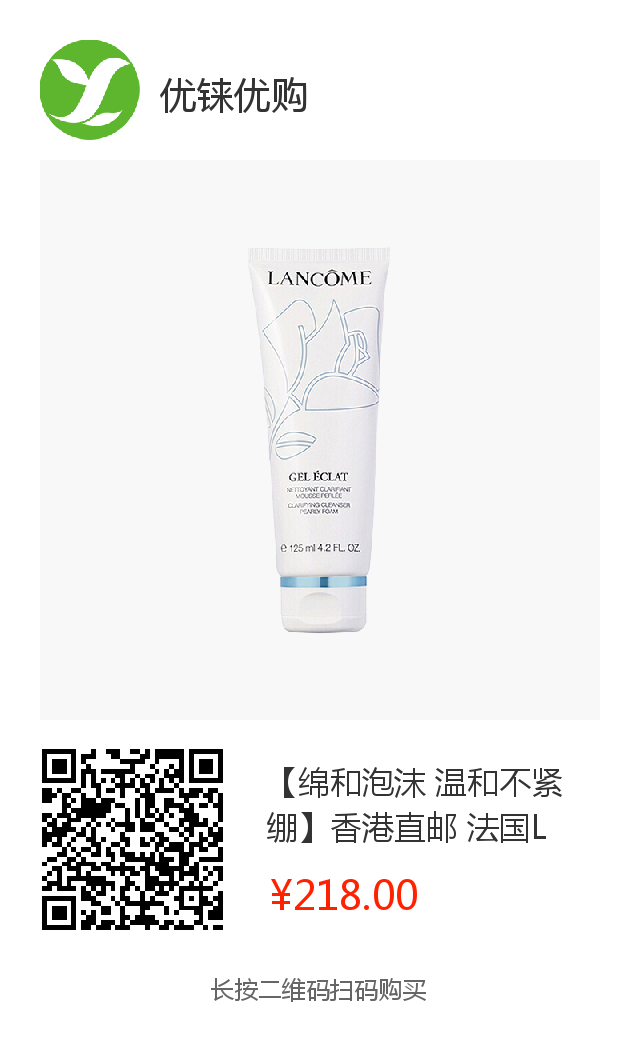 优铼优购
LANCÔME
GEL ÉCLAT
NETTOYANT CLARIFIANT
MOUSSE PERLÉE
CLARIFYING CLEANSER
PEARLY FOAM
℮ 125 ml 4.2 FL. OZ.
【绵和泡沫 温和不紧
绷】香港直邮 法国L
¥218.00
长按二维码扫码购买